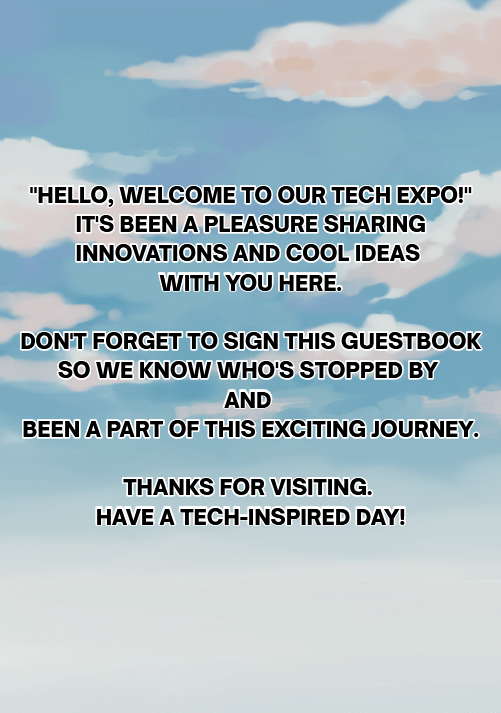 "HELLO, WELCOME TO OUR TECH EXPO!"
IT'S BEEN A PLEASURE SHARING
INNOVATIONS AND COOL IDEAS
WITH YOU HERE.
DON'T FORGET TO SIGN THIS GUESTBOOK
SO WE KNOW WHO'S STOPPED BY
AND
BEEN A PART OF THIS EXCITING JOURNEY.
THANKS FOR VISITING.
HAVE A TECH-INSPIRED DAY!